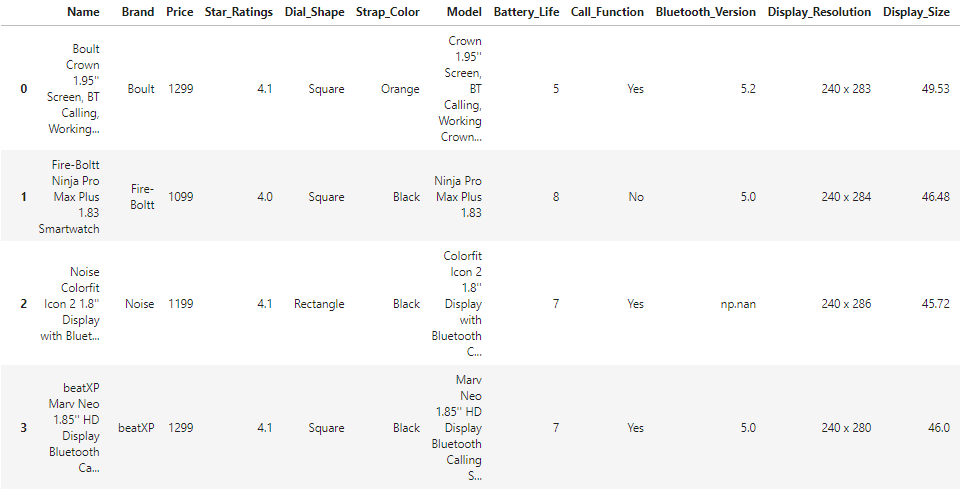 Name Brand Price Star_Ratings Dial_Shape Strap_Color Model Battery_Life Call_Function Bluetooth_Version Display_Resolution Display_Size
0 Boult Crown 1.95" Screen, BT Calling, Working... Boult 1299 4.1 Square Orange Crown 1.95" Screen, BT Calling, Working Crown... 5 Yes 5.2 240 x 283 49.53
1 Fire-Boltt Ninja Pro Max Plus 1.83 Smartwatch Fire-Boltt 1099 4.0 Square Black Ninja Pro Max Plus 1.83 8 No 5.0 240 x 284 46.48
2 Noise Colorfit Icon 2 1.8" Display with Bluet... Noise 1199 4.1 Rectangle Black Colorfit Icon 2 1.8" Display with Bluetooth C... 7 Yes np.nan 240 x 286 45.72
3 beatXP Marv Neo 1.85" HD Display Bluetooth Ca... beatXP 1299 4.1 Square Black Marv Neo 1.85" HD Display Bluetooth Calling S... 7 Yes 5.0 240 x 280 46.0